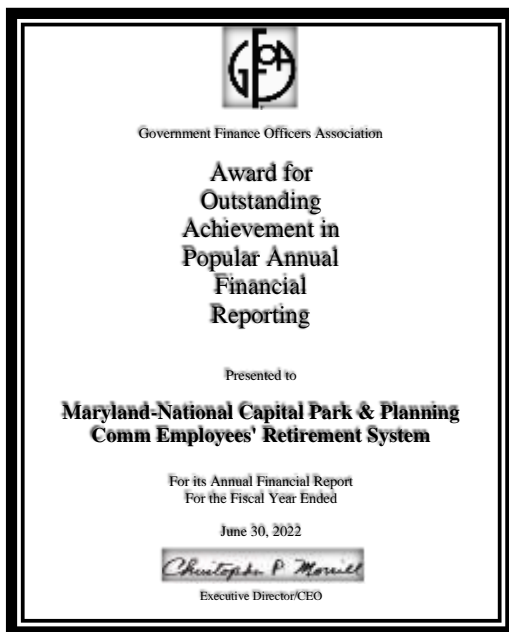 GFOA
Government Finance Officers Association
Award for
Outstanding
Achievement in
Popular Annual
Financial
Reporting
Presented to
Maryland-National Capital Park & Planning
Comm Employees' Retirement System
For its Annual Financial Report
For the Fiscal Year Ended
June 30, 2022
Christopher P Morrill
Executive Director/CEO